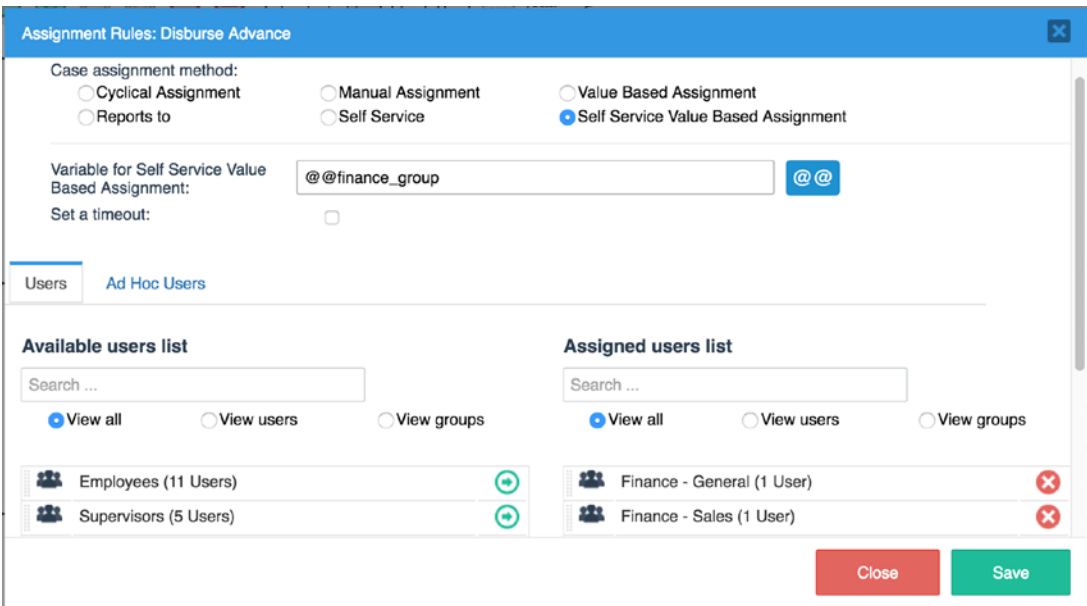 Assignment Rules: Disburse Advance
Case assignment method:
Cyclical Assignment Manual Assignment Value Based Assignment
Reports to Self Service Self Service Value Based Assignment
Variable for Self Service Value
Based Assignment:
@@finance_group
@@
Set a timeout:
Users Ad Hoc Users
Available users list Assigned users list
Search ... Search ...
View all View users View groups View all View users View groups
Employees (11 Users) Finance - General (1 User)
Supervisors (5 Users) Finance - Sales (1 User)
Close Save